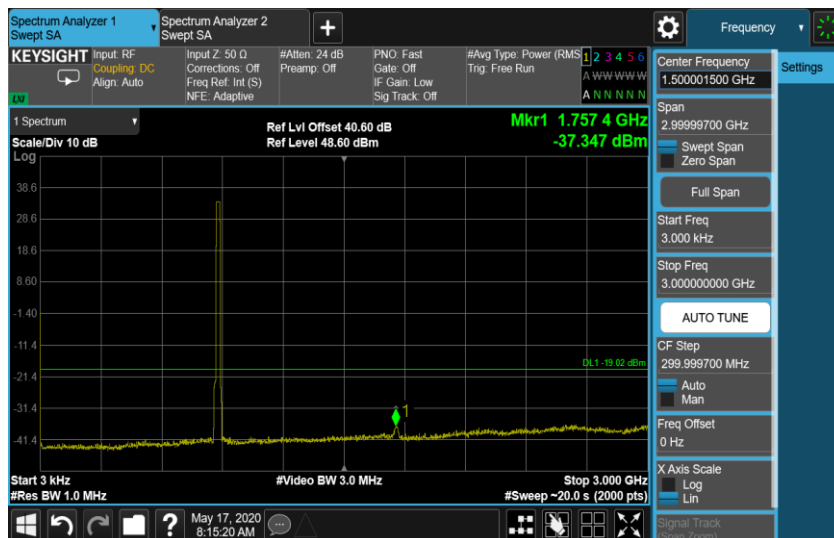 Spectrum Analyzer 1
Swept SA
Spectrum Analyzer 2
Swept SA
+
Frequency
KEYSIGHT
LXI
Input: RF
Coupling: DC
Align: Auto
Input Z: 50 Ω
Corrections: Off
Freq Ref: Int (S)
NFE: Adaptive
#Atten: 24 dB
Preamp: Off
PNO: Fast
Gate: Off
IF Gain: Low
Sig Track: Off
#Avg Type: Power (RMS
Trig: Free Run
1 2 3 4 5 6
A W W W W W
A N N N N N
1 Spectrum
Scale/Div 10 dB
Log
Ref Lvl Offset 40.60 dB
Ref Level 48.60 dBm
Mkr1 1.757 4 GHz
-37.347 dBm
38.6
28.6
18.6
8.60
-1.40
-11.4
-21.4
-31.4
-41.4
DL1 -19.02 dBm
1
Start 3 kHz
#Res BW 1.0 MHz
#Video BW 3.0 MHz
Stop 3.000 GHz
#Sweep ~20.0 s (2000 pts)
?
May 17, 2020
8:15:20 AM
Center Frequency
1.500001500 GHz
Settings
Span
2.99999700 GHz
Swept Span
Zero Span
Full Span
Start Freq
3.000 kHz
Stop Freq
3.000000000 GHz
AUTO TUNE
CF Step
299.999700 MHz
Auto
Man
Freq Offset
0 Hz
X Axis Scale
Log
Lin
Signal Track
(Span Zoom)